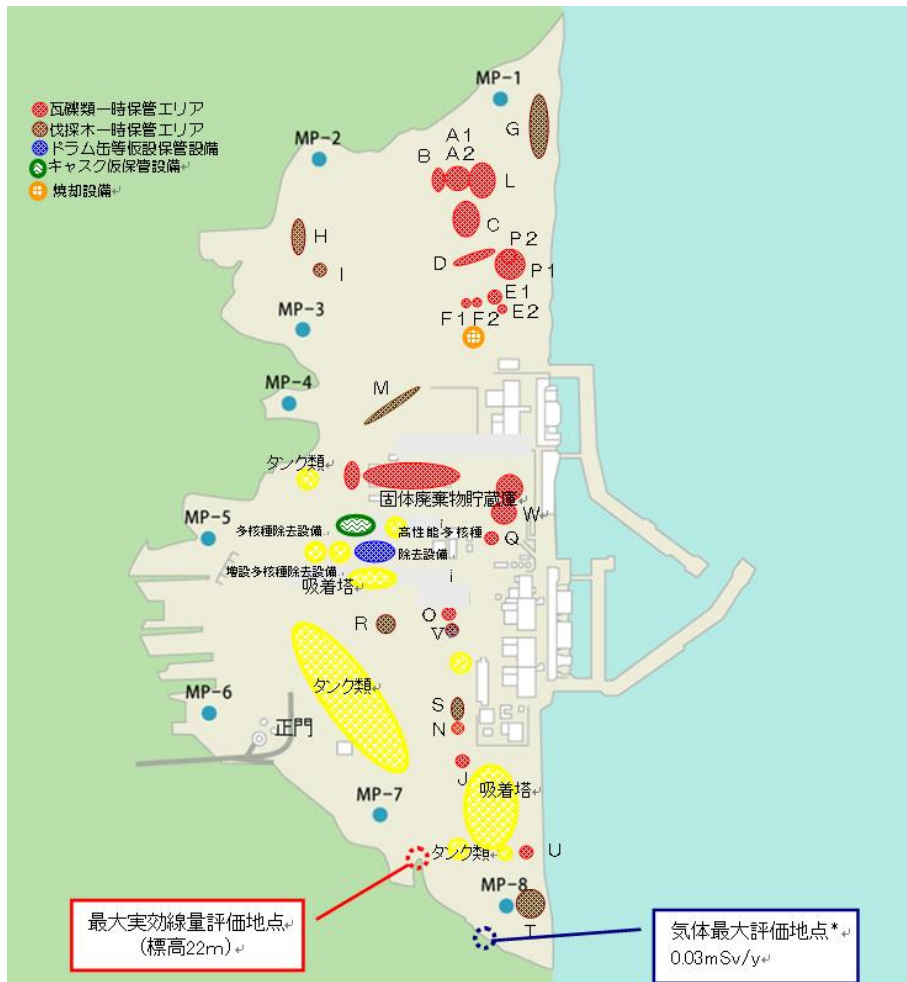 瓦礫類一時保管エリア
伐採木一時保管エリア
ドラム缶等仮設保管設備
キャスク仮保管設備
焼却設備
MP-1
G
MP-2
A1
A2
B
L
C
H
I
D
P2
P1
E1
E2
F1 F2
MP-3
MP-4
M
タンク類
固体廃棄物貯蔵庫
W
MP-5
多核種除去設備
高性能多核種
除去設備
Q
増設多核種除去設備
吸着塔
i
i
O
R
V
タンク類
MP-6
正門
S
N
J
吸着塔
MP-7
タンク類
U
MP-8
T
最大実効線量評価地点
(標高22m)
気体最大評価地点*
0.03mSv/y